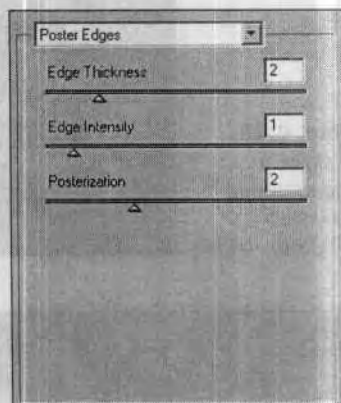 Poster Edges
Edge Thickness 2
Edge Intensity 1
Posterization 2